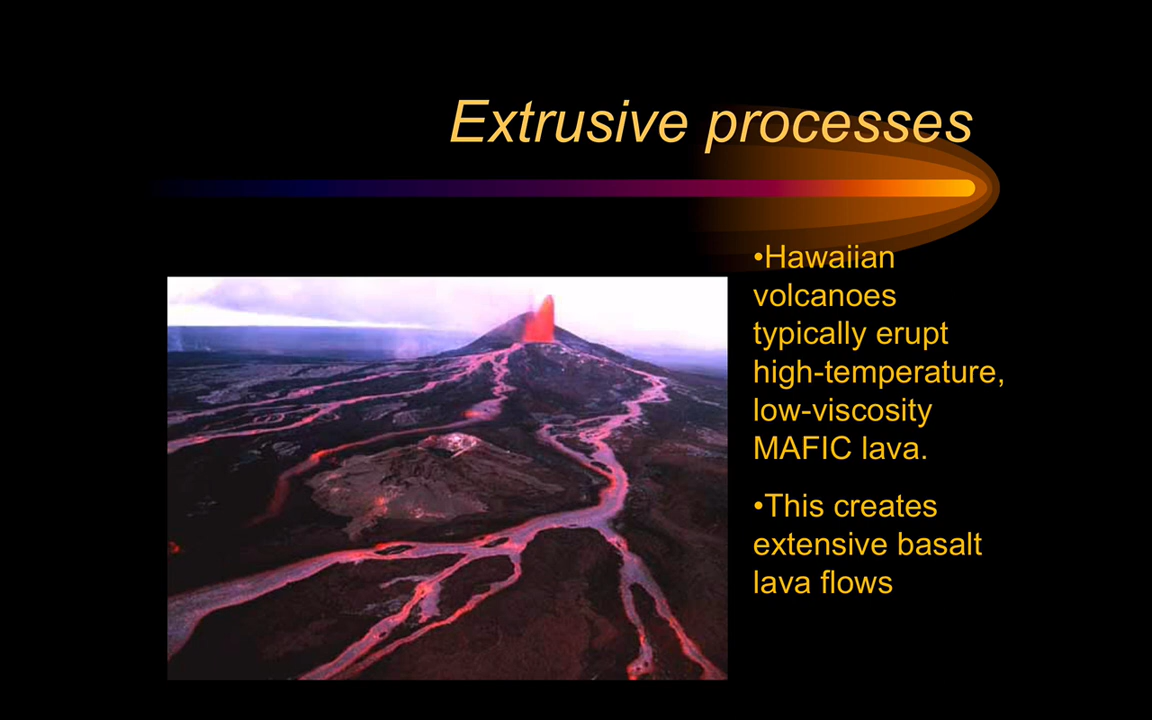 Extrusive processes
•Hawaiian
volcanoes
typically erupt
high-temperature,
low-viscosity
MAFIC lava.
•This creates
extensive basalt
lava flows